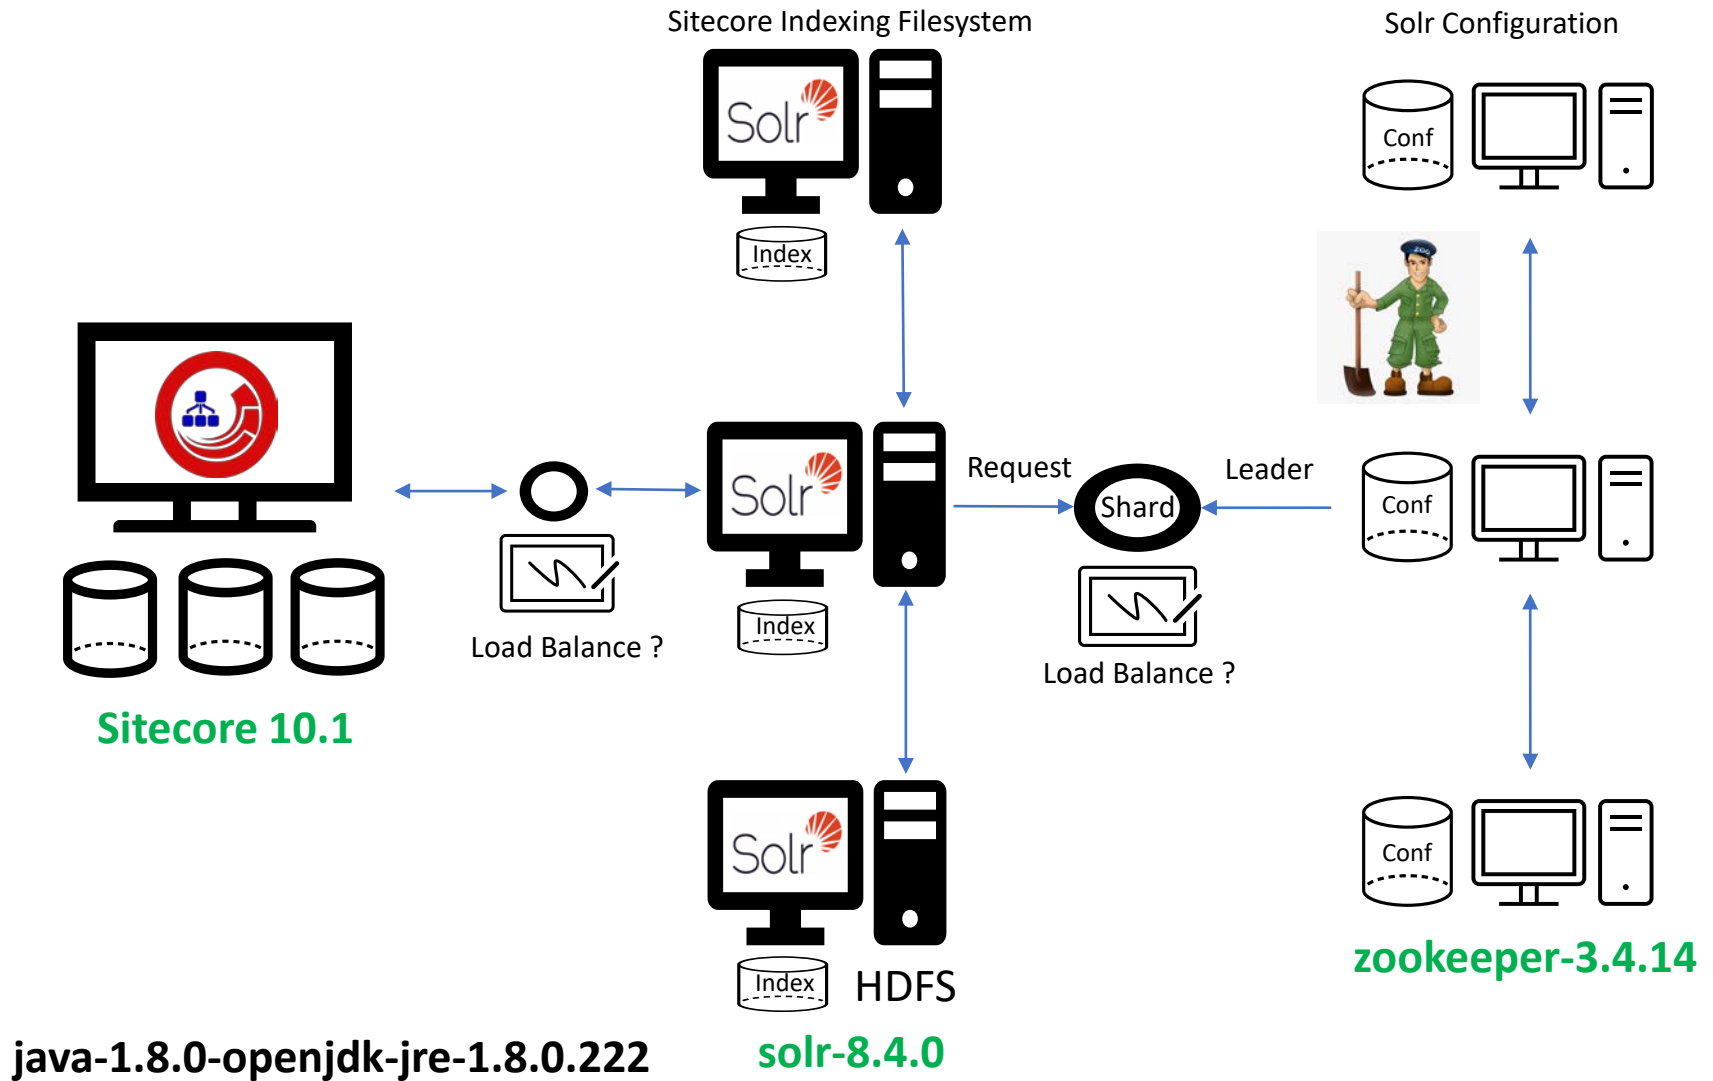 Sitecore Indexing Filesystem
Solr Configuration
Solr
Conf
Index
ZOO
Solr
Request
Shard
Leader
Conf
Index
Load Balance ?
Load Balance ?
Sitecore 10.1
Solr
Conf
Index
HDFS
zookeeper-3.4.14
java-1.8.0-openjdk-jre-1.8.0.222
solr-8.4.0